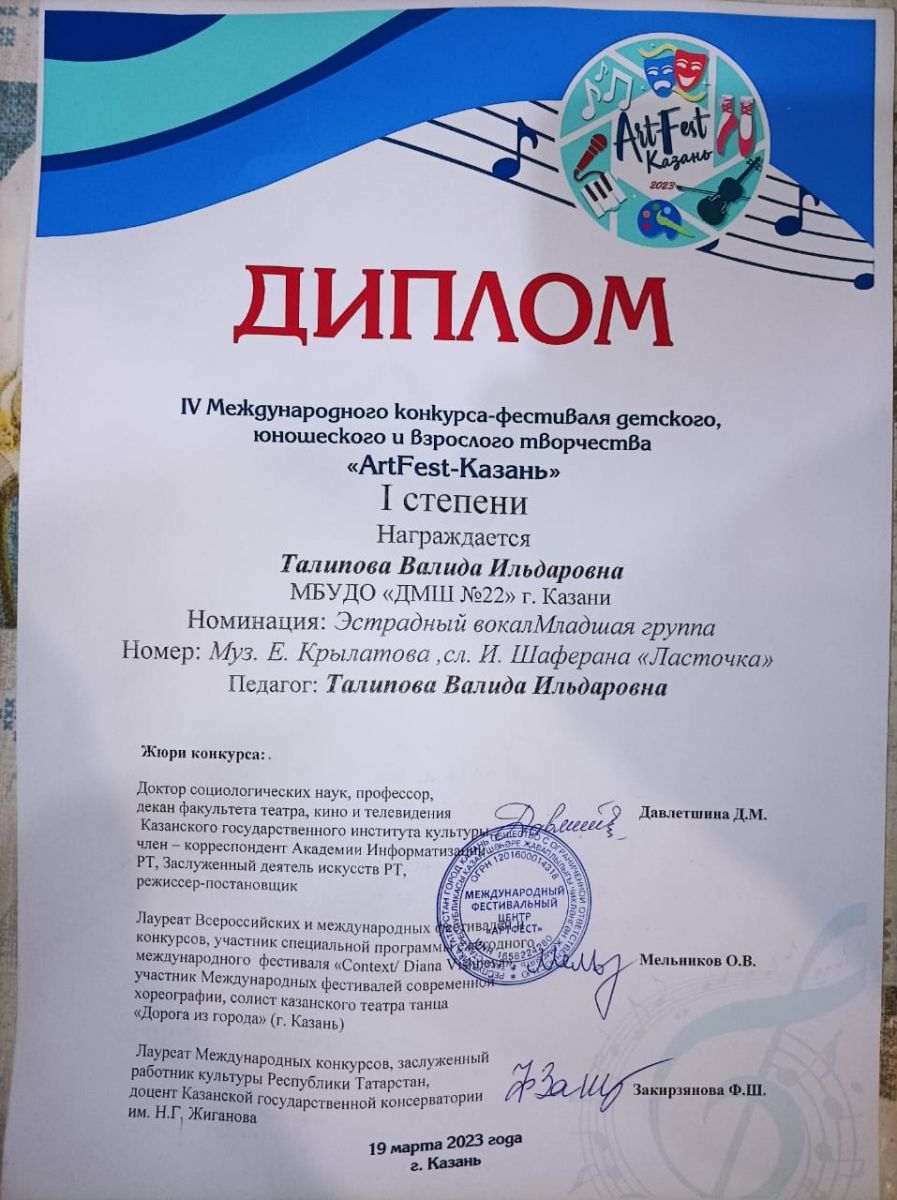 Art-Fest
Казань
2023
ДИПЛОМ
IV Международного конкурса-фестиваля детского,
юношеского и взрослого творчества
«ArtFest-Казань»
I степени
Награждается
Талипова Валида Ильдаровна
МБУДО «ДМШ №22» г. Казани
Номинация: Эстрадный вокалМладшая группа
Номер: Муз. Е. Крылатова ,сл. И. Шаферана «Ласточка»
Педагог: Талипова Валида Ильдаровна
Жюри конкурса: .
Доктор социологических наук, профессор,
декан факультета театра, кино и телевидения
Казанского государственного института культуры,
член – корреспондент Академии Информатизации
РТ, Заслуженный деятель искусств РТ,
режиссер-постановщик
Давлетшина Д.М.
МЕЖДУНАРОДНЫЙ
ФЕСТИВАЛЬНЫЙ
ЦЕНТР
«АРТФЕСТ»
ОГРН 1201600014318
Лауреат Всероссийских и международных фестивалей и
конкурсов, участник специальной программы
международного фестиваля «Context/ Diana
участник Международных фестивалей современной
хореографии, солист казанского театра танца
«Дорога из города» (г. Казань)
Мельников О.В.
Лауреат Международных конкурсов, заслуженный
работник культуры Республики Татарстан,
доцент Казанской государственной консерватории
им. Н.Г, Жиганова
Закирзянова Ф.Ш.
19 марта 2023 года
г. Казань